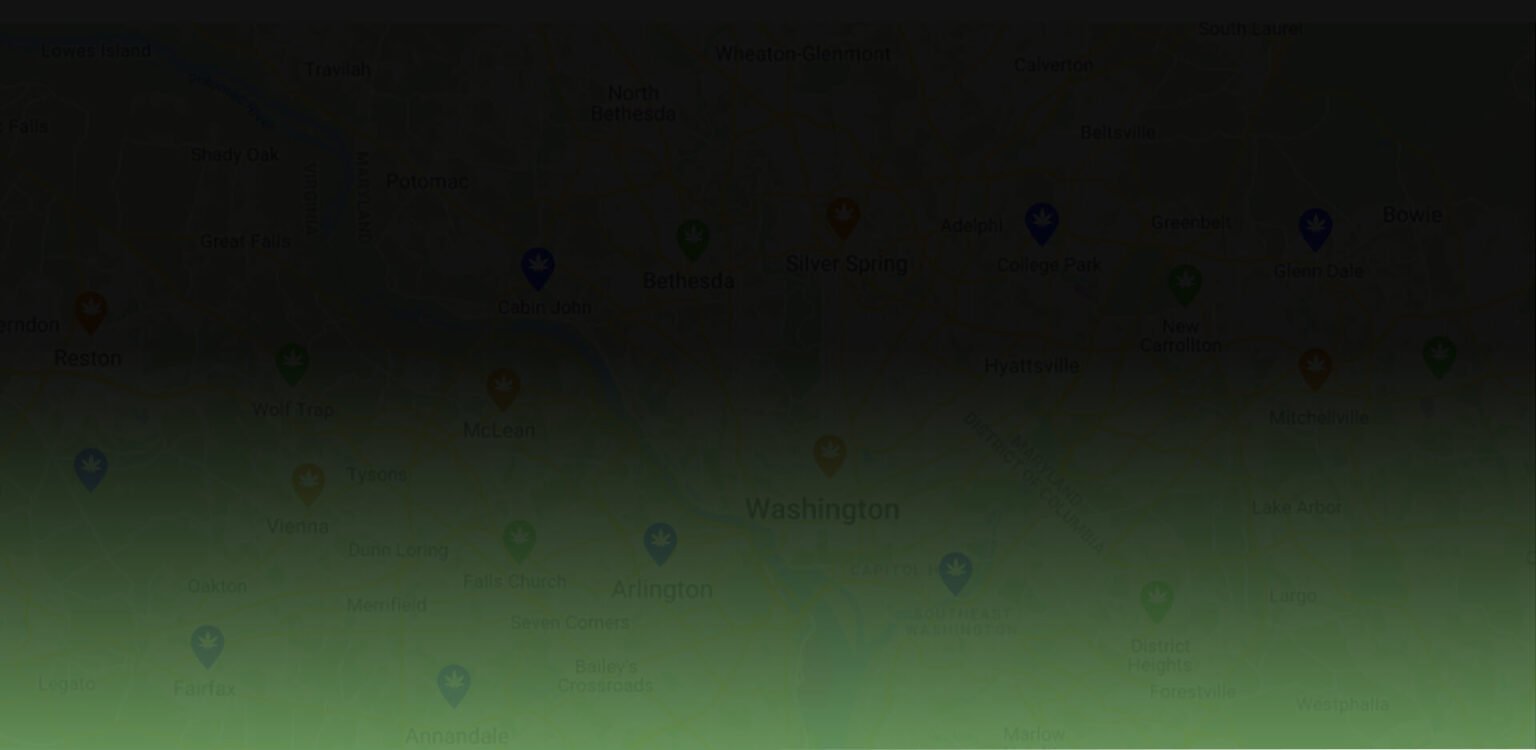 South Laurel
Lowes Island
Wheaton-Glenmont
Travilah
Calverton
North
Bethesda
Falls
Beltsville
Shady Oak
VIRGINIA
MARYLAND
Potomac
Bowie
Adelphi
Greenbelt
Great Falls
Silver Spring
College Park
Glenn Dale
Bethesda
Cabin John
erndon
New
Carrollton
Reston
Hyattsville
Wolf Trap
Mitchellville
McLean
Tysons
MARYLAND
DISTRICT OF COLUMBIA
Washington
Lake Arbor
Vienna
Dunn Loring
CAPITOL H
Falls Church
Oakton
Arlington
Largo
Merrifield
SOUTHEAST
WASHINGTON
Seven Corners
District
Heights
Bailey's
Crossroads
Legato
Fairfax
Forestville
Westphalia
Annandale
Marlow